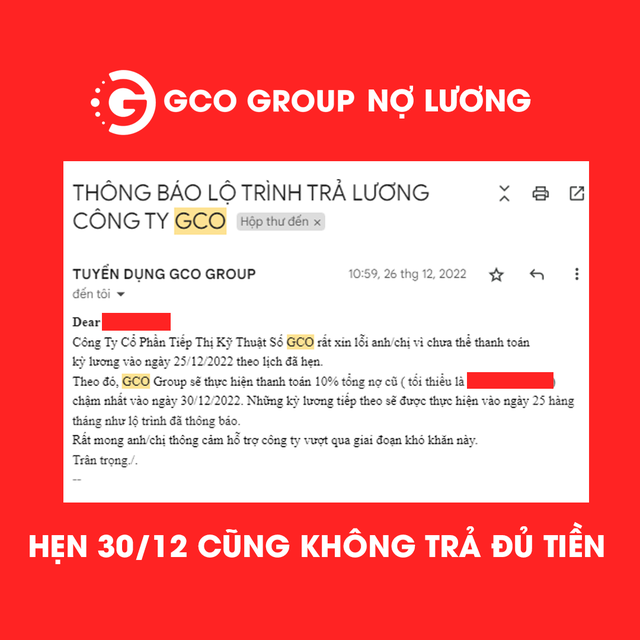 GCO GROUP NỢ LƯƠNG
THÔNG BÁO LỘ TRÌNH TRẢ LƯƠNG
CÔNG TY GCO Hộp thư đến ×
TUYỂN DỤNG GCO GROUP 10:59, 26 thg 12, 2022
đến tôi
Dear
Công Ty Cổ Phần Tiếp Thị Kỹ Thuật Số GCO rất xin lỗi anh/chị vì chưa thể thanh toán
kỳ lương vào ngày 25/12/2022 theo lịch đã hẹn.
Theo đó, GCO Group sẽ thực hiện thanh toán 10% tổng nợ cũ ( tối thiểu là )
chậm nhất vào ngày 30/12/2022. Những kỳ lương tiếp theo sẽ được thực hiện vào ngày 25 hàng
tháng như lộ trình đã thông báo.
Rất mong anh/chị thông cảm hỗ trợ công ty vượt qua giai đoạn khó khăn này.
Trân trọng./.
--
HẸN 30/12 CŨNG KHÔNG TRẢ ĐỦ TIỀN